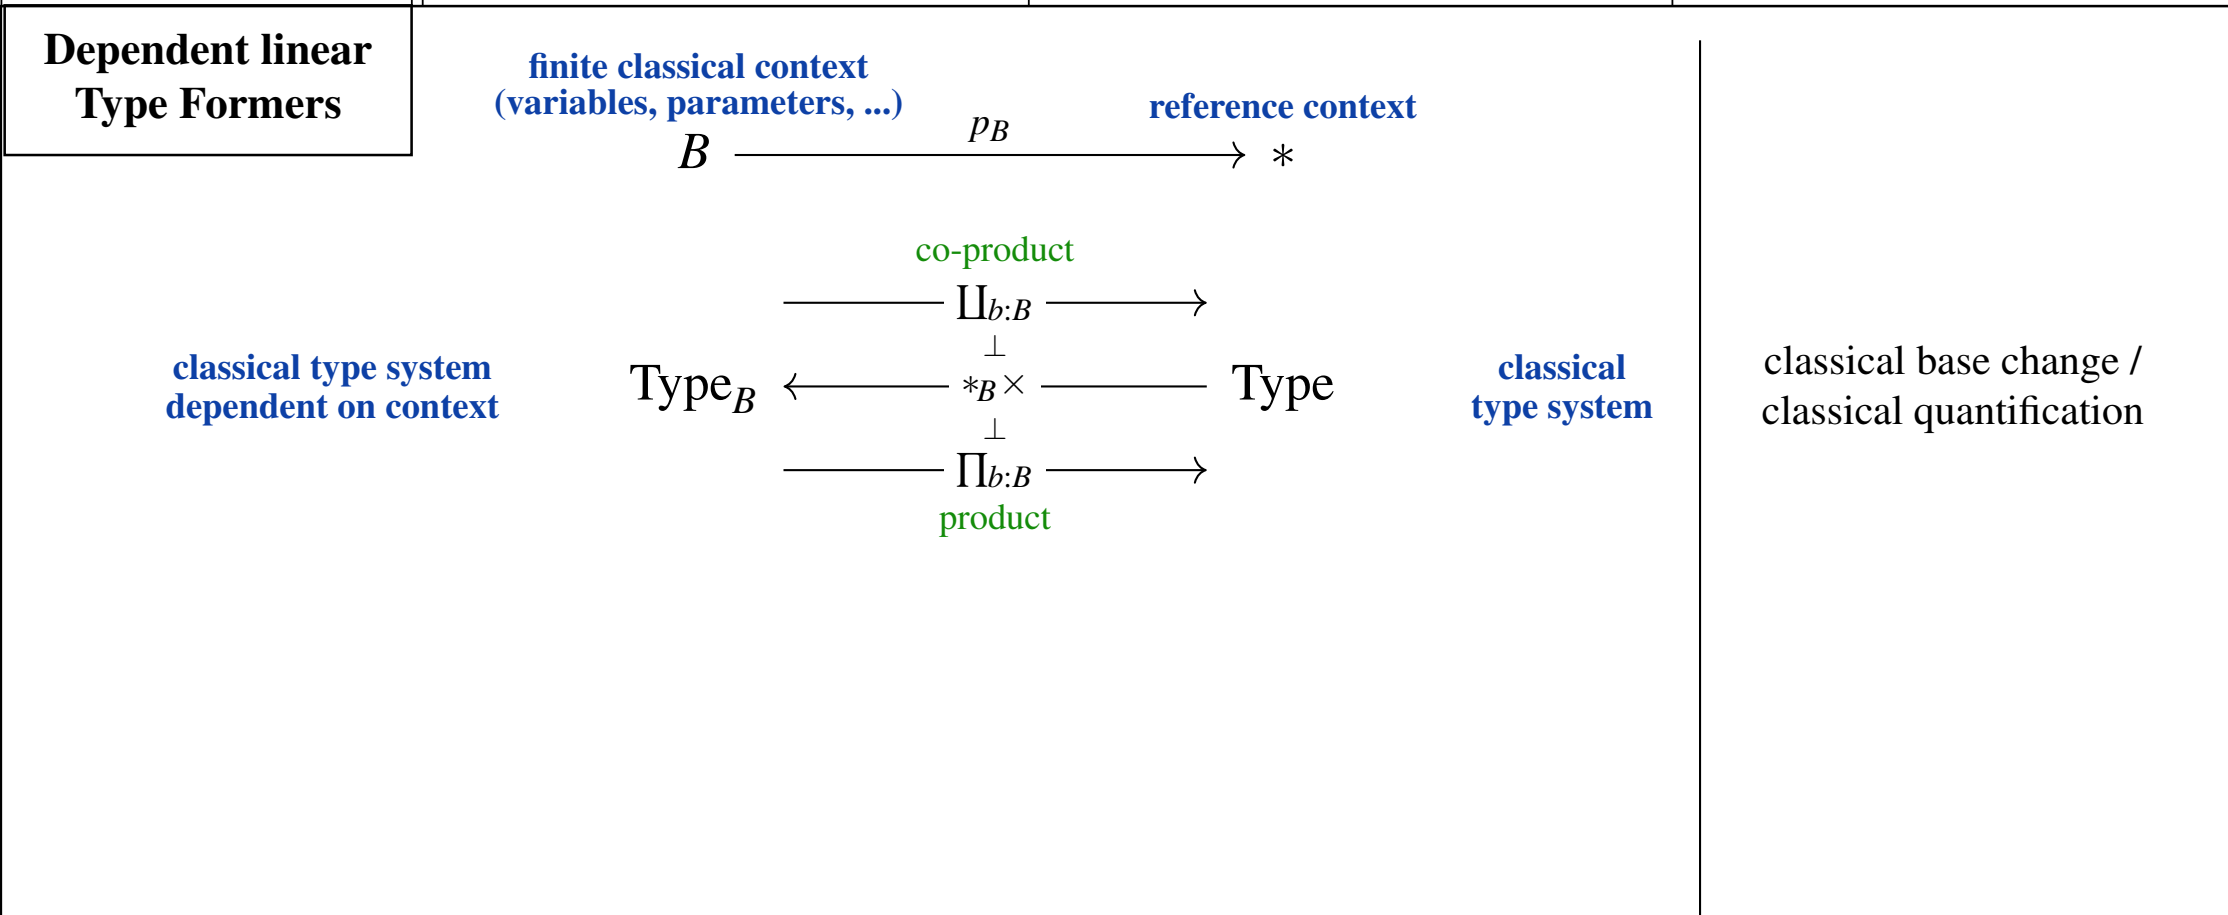 Dependent linear
Type Formers
finite classical context
(variables, parameters, ...)
reference context
p_B
B ⟶ *
co-product
∐_{b:B}
⊥
classical type system
dependent on context
Type_B
*_B ×
Type
classical
type system
classical base change /
classical quantification
⊥
∏_{b:B}
product